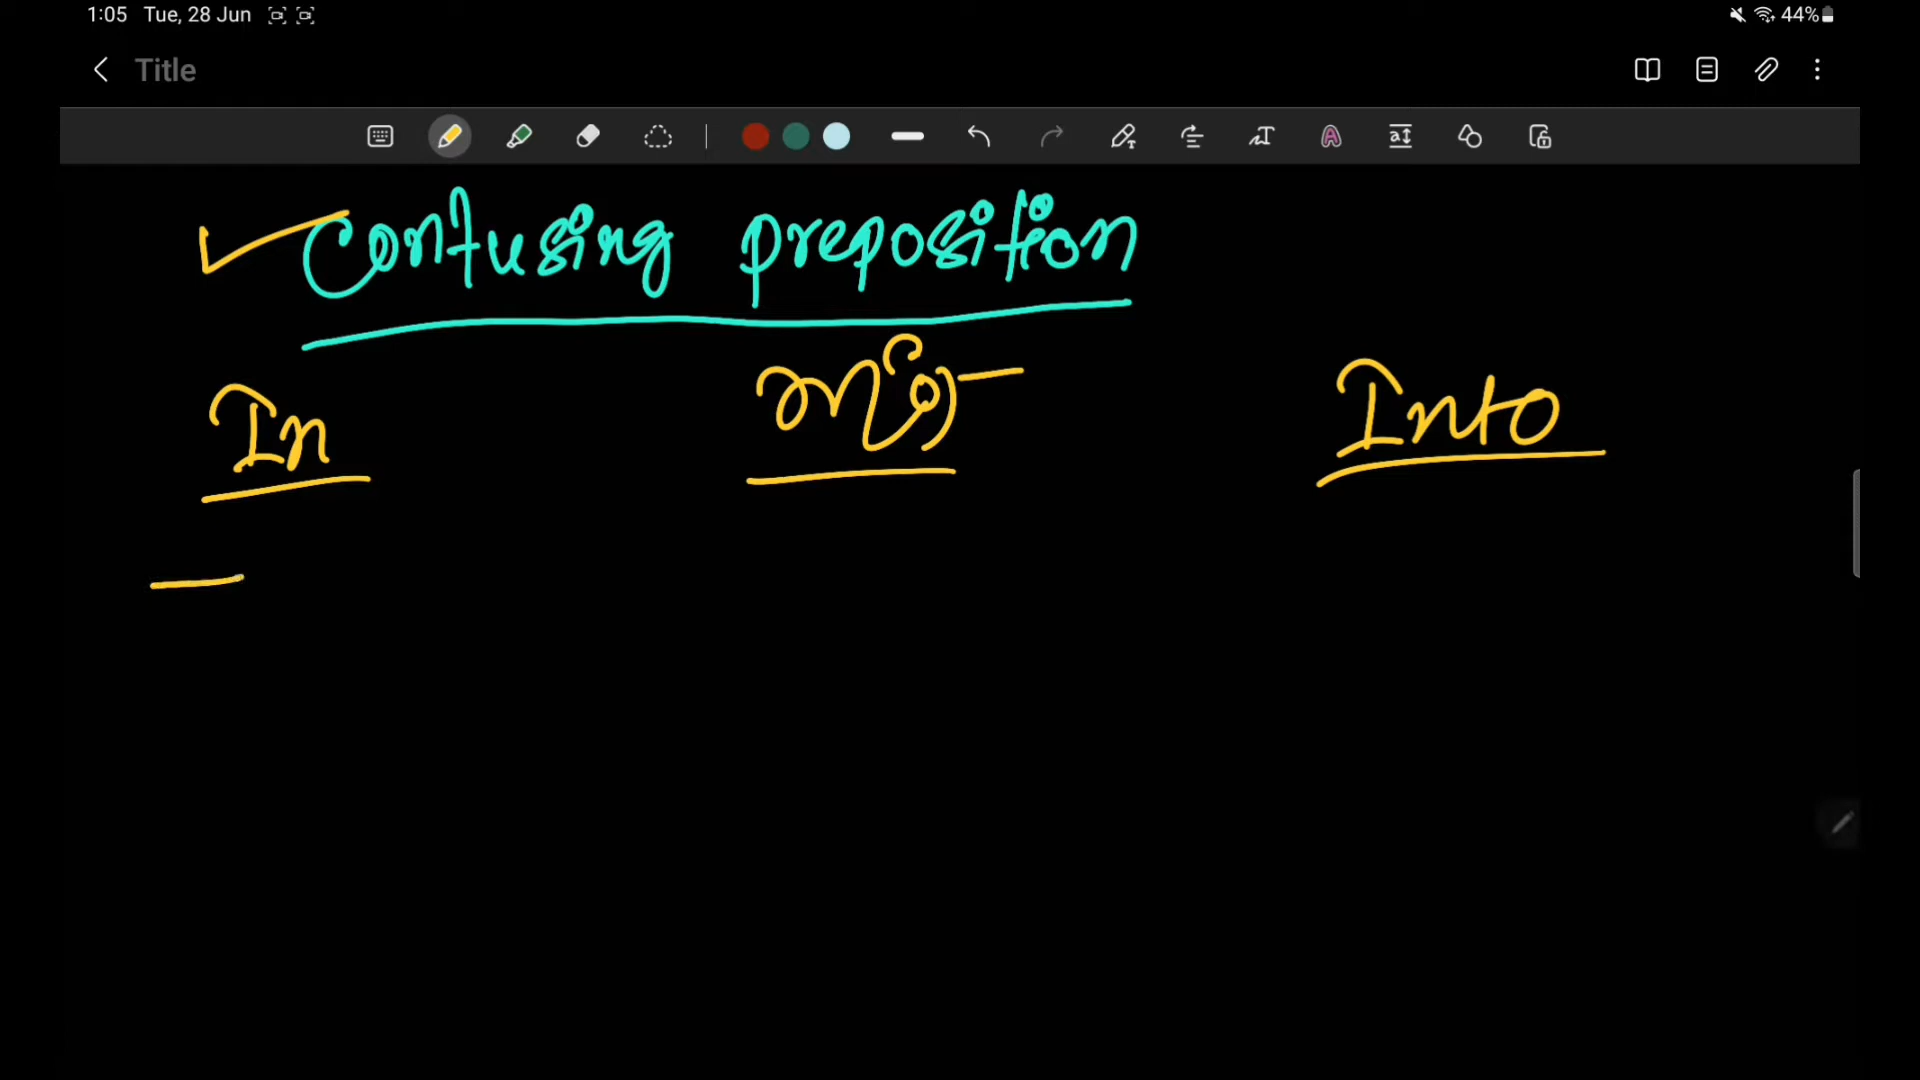 1:05 Tue, 28 Jun 44%
Title
Confusing preposition
In Into